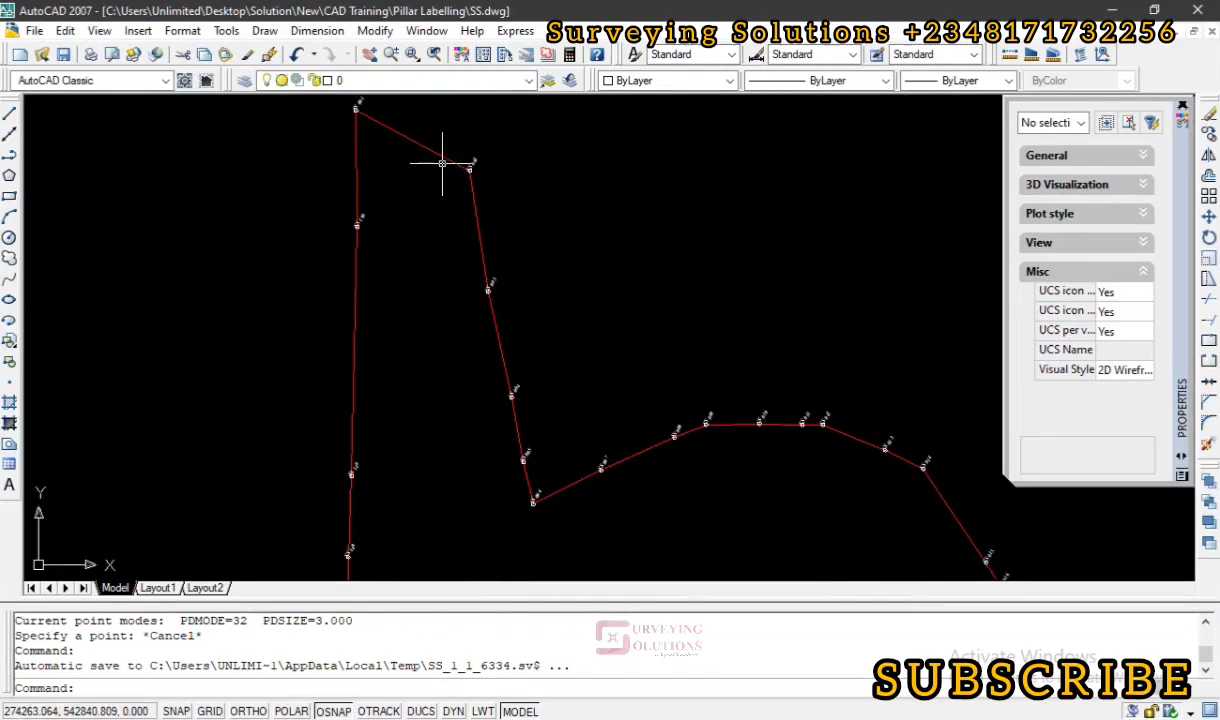 AutoCAD 2007 - [C:\Users\Unlimited\Desktop\Solution\New\CAD Training\Pillar Labelling\SS.dwg]
File Edit View Insert Format Tools Draw Dimension Modify Window Help Express
Surveying Solutions +2348171732256
Standard Standard Standard
AutoCAD Classic 0 ByLayer ByLayer ByLayer ByColor
No selecti
General
3D Visualization
Plot style
View
Misc
UCS icon ... Yes
UCS icon ... Yes
UCS per v... Yes
UCS Name
Visual Style 2D Wirefr...
PROPERTIES
Y
X
A
Model Layout1 Layout2
Current point modes: PDMODE=32 PDSIZE=3.000
Specify a point: *Cancel*
Command:
Automatic save to C:\Users\UNLIMI~1\AppData\Local\Temp\SS_1_1_6334.sv$ ...
Command:
SURVEYING
SOLUTIONS
Activate Windows
SUBSCRIBE
274263.064, 542840.809, 0.000 SNAP GRID ORTHO POLAR OSNAP OTRACK DUCS DYN LWT MODEL